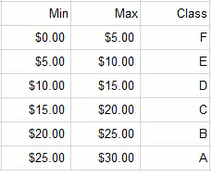 Min Max Class
$0.00 $5.00 F
$5.00 $10.00 E
$10.00 $15.00 D
$15.00 $20.00 C
$20.00 $25.00 B
$25.00 $30.00 A